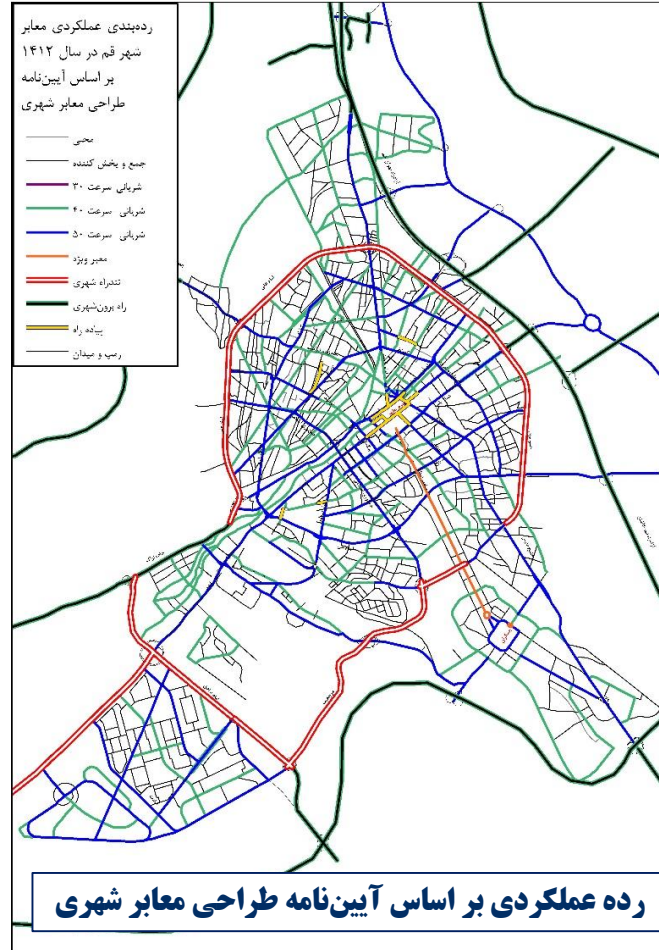 رده‌بندی عملکردی معابر
شهر قم در سال ۱۴۱۲
بر اساس آیین‌نامه
طراحی معابر شهری
محلی
جمع و پخش کننده
شریانی سرعت ۳۰
شریانی سرعت ۴۰
شریانی سرعت ۵۰
معبر ویژه
تندراه شهری
راه برون‌شهری
پیاده راه
رمپ و میدان
رده عملکردی بر اساس آیین‌نامه طراحی معابر شهری